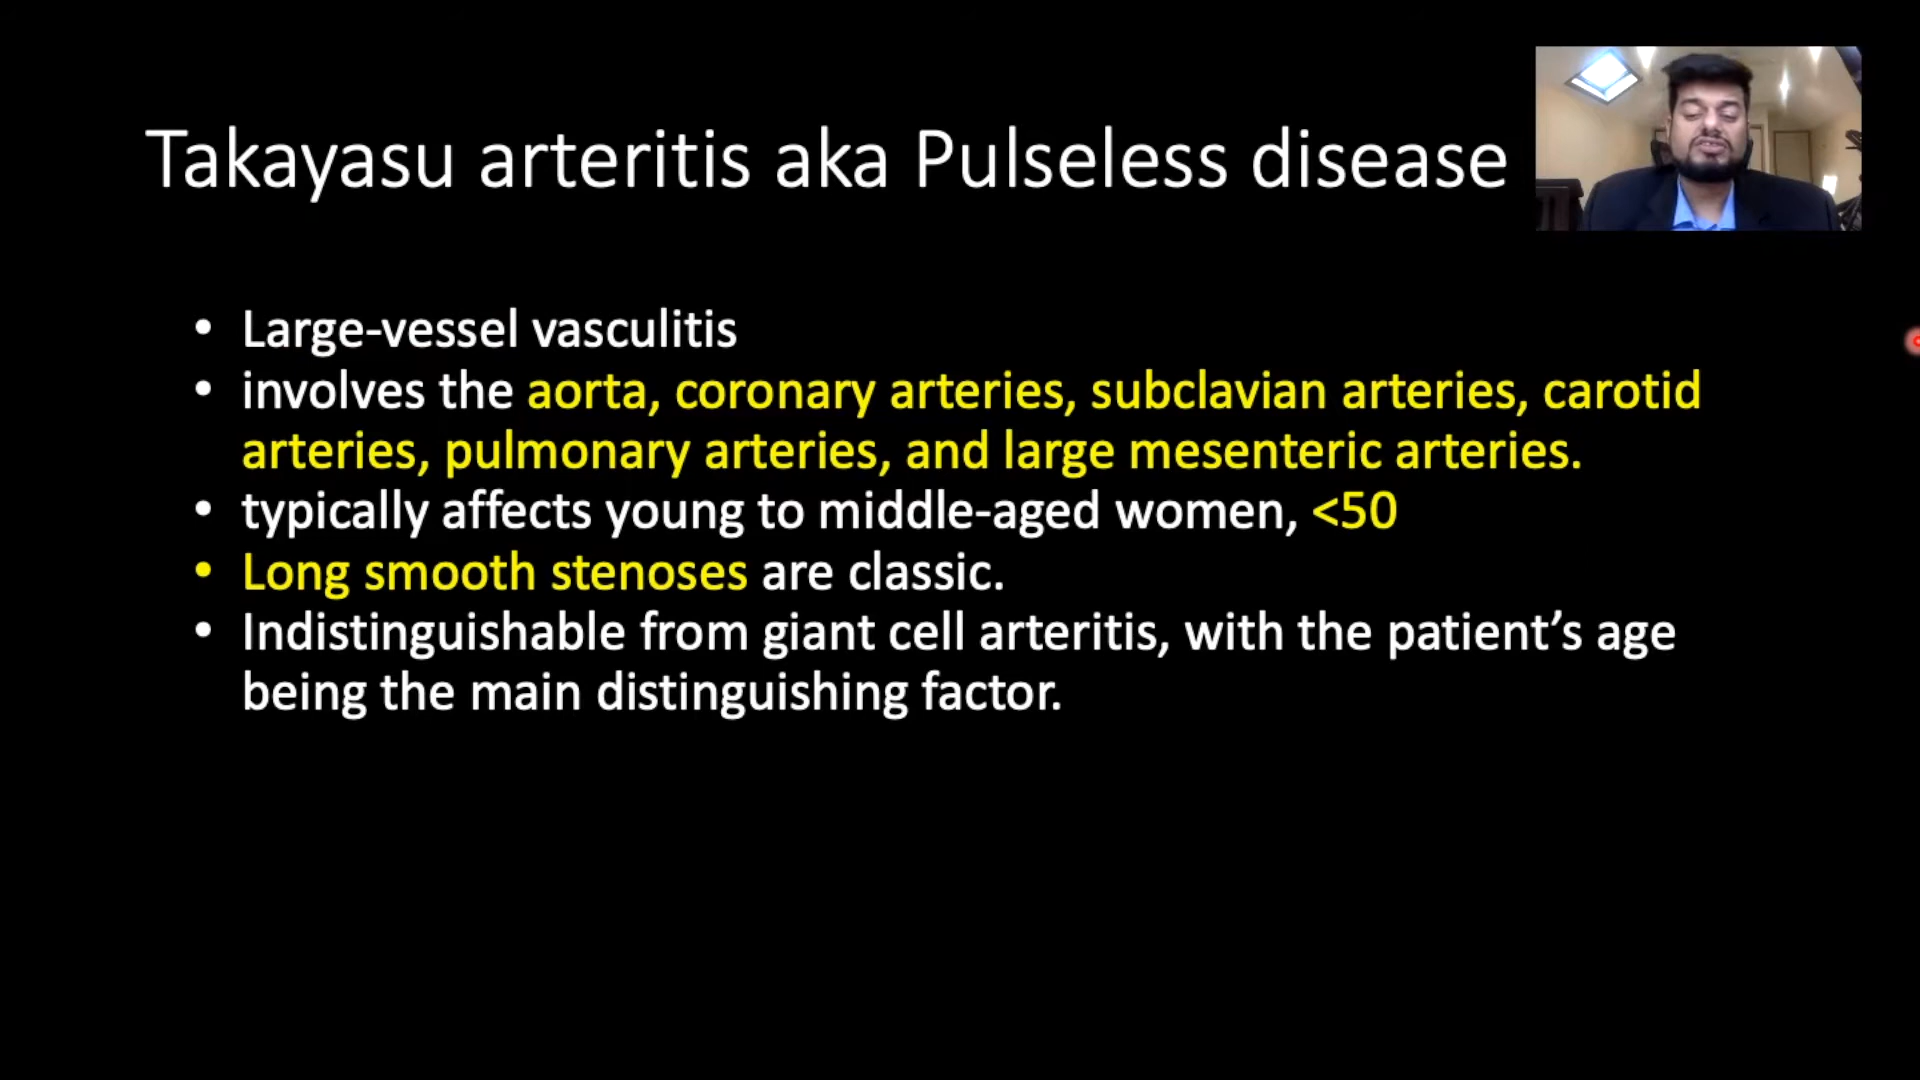 Takayasu arteritis aka Pulseless disease
• Large-vessel vasculitis
• involves the aorta, coronary arteries, subclavian arteries, carotid
arteries, pulmonary arteries, and large mesenteric arteries.
• typically affects young to middle-aged women, <50
• Long smooth stenoses are classic.
• Indistinguishable from giant cell arteritis, with the patient’s age
being the main distinguishing factor.